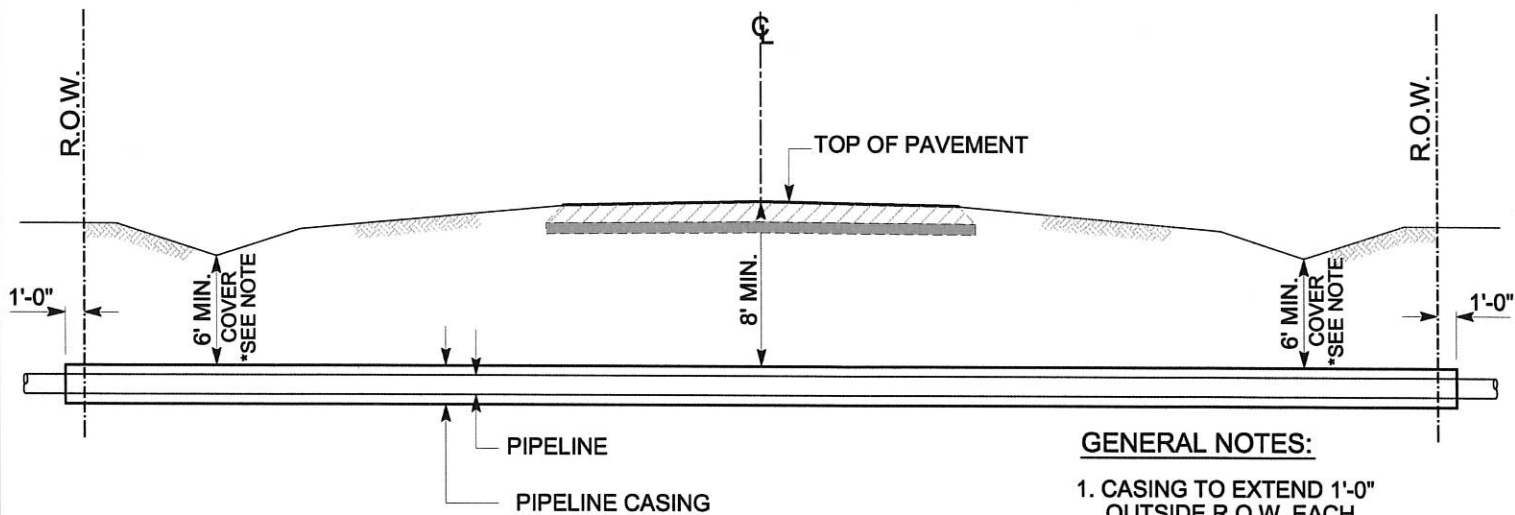 ℄
R.O.W.
R.O.W.
TOP OF PAVEMENT
1'-0"
6' MIN.
COVER
*SEE NOTE
8' MIN.
6' MIN.
COVER
*SEE NOTE
1'-0"
PIPELINE
PIPELINE CASING
GENERAL NOTES:
1. CASING TO EXTEND 1'-0"
OUTSIDE R.O.W. EACH